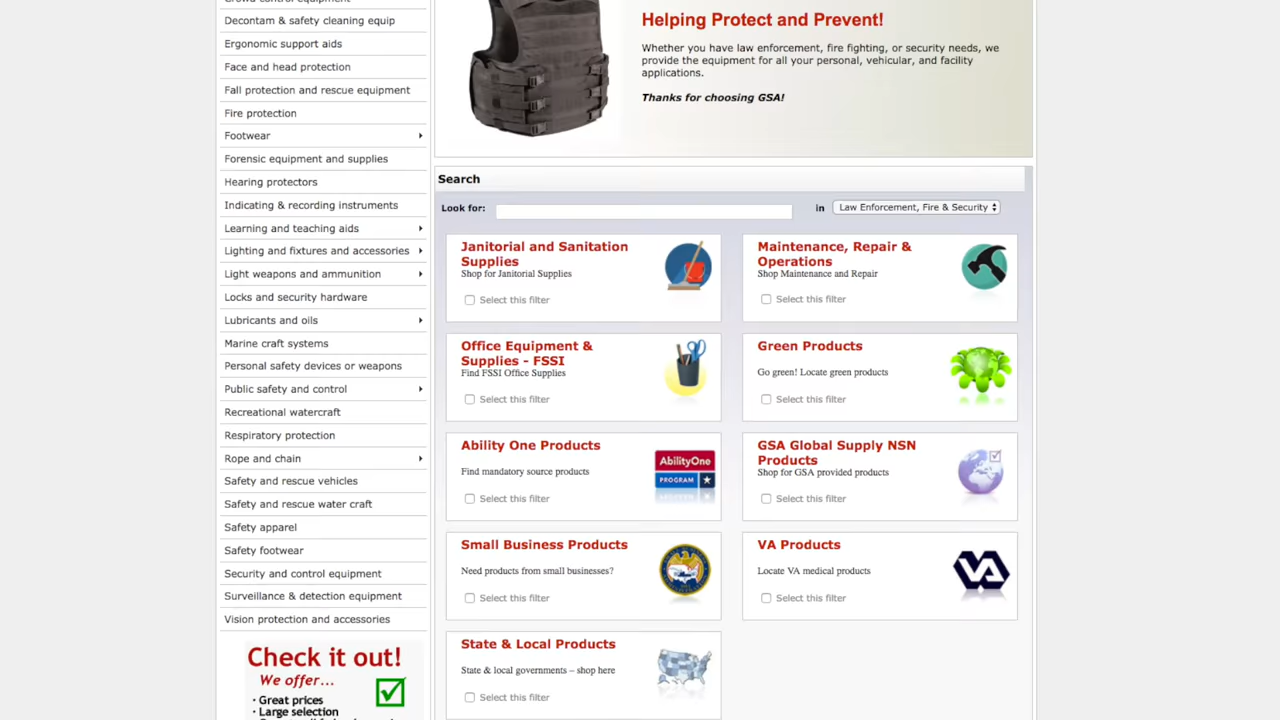 Crowd control equipment
Decontam & safety cleaning equip
Ergonomic support aids
Face and head protection
Fall protection and rescue equipment
Fire protection
Footwear
Forensic equipment and supplies
Hearing protectors
Indicating & recording instruments
Learning and teaching aids
Lighting and fixtures and accessories
Light weapons and ammunition
Locks and security hardware
Lubricants and oils
Marine craft systems
Personal safety devices or weapons
Public safety and control
Recreational watercraft
Respiratory protection
Rope and chain
Safety and rescue vehicles
Safety and rescue water craft
Safety apparel
Safety footwear
Security and control equipment
Surveillance & detection equipment
Vision protection and accessories
Check it out!
We offer...
• Great prices
• Large selection
Helping Protect and Prevent!
Whether you have law enforcement, fire fighting, or security needs, we
provide the equipment for all your personal, vehicular, and facility
applications.
Thanks for choosing GSA!
Search
Look for: in Law Enforcement, Fire & Security
Janitorial and Sanitation
Supplies
Shop for Janitorial Supplies
Select this filter
Maintenance, Repair &
Operations
Shop Maintenance and Repair
Select this filter
Office Equipment &
Supplies - FSSI
Find FSSI Office Supplies
Select this filter
Green Products
Go green! Locate green products
Select this filter
Ability One Products
Find mandatory source products
Select this filter
AbilityOne
PROGRAM
GSA Global Supply NSN
Products
Shop for GSA provided products
Select this filter
Small Business Products
Need products from small businesses?
Select this filter
VA Products
Locate VA medical products
Select this filter
VA
State & Local Products
State & local governments – shop here
Select this filter